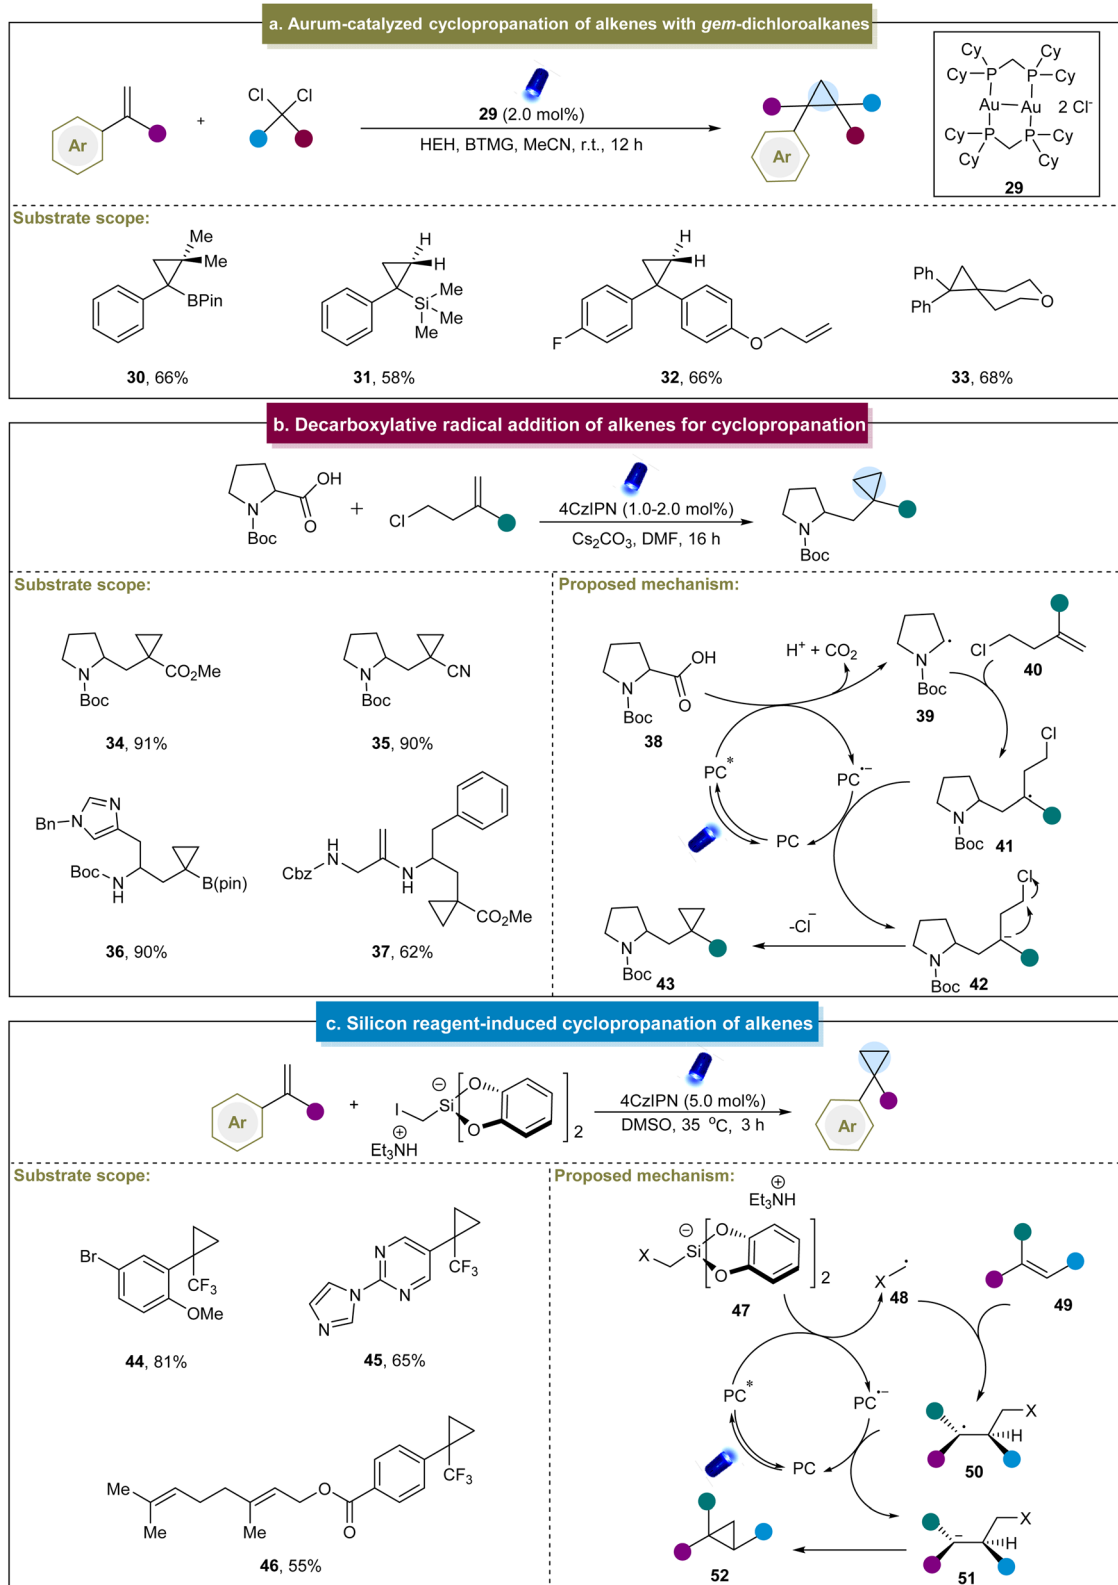 a. Aurum-catalyzed cyclopropanation of alkenes with gem-dichloroalkanes
Ar
+
Cl Cl
29 (2.0 mol%)
HEH, BTMG, MeCN, r.t., 12 h
Ar
Cy Cy
Cy P P Cy
Au Au 2 Cl-
Cy P P Cy
Cy Cy
29
Substrate scope:
Me
Me
BPin
30, 66%
H
H
Si Me
Me Me
31, 58%
H
H
F
O
32, 66%
Ph
Ph
O
33, 68%
b. Decarboxylative radical addition of alkenes for cyclopropanation
OH
N O
Boc
+
Cl
4CzIPN (1.0-2.0 mol%)
Cs2CO3, DMF, 16 h
N
Boc
Substrate scope:
N CO2Me
Boc
34, 91%
N CN
Boc
35, 90%
N
Bn N
Boc N
H
B(pin)
36, 90%
H
N
Cbz
N
H
CO2Me
37, 62%
Proposed mechanism:
OH
N O
Boc
38
H+ + CO2
N
Boc
39
Cl
40
PC*
PC•−
PC
Cl
N
Boc
41
Cl
N
Boc
42
-Cl−
N
Boc
43
c. Silicon reagent-induced cyclopropanation of alkenes
Ar
+
I Si O
O
2
Et3NH
4CzIPN (5.0 mol%)
DMSO, 35 oC, 3 h
Ar
Substrate scope:
Br
CF3
OMe
44, 81%
N
N N
N
CF3
45, 65%
Me
Me
Me
O
O
CF3
46, 55%
Proposed mechanism:
Et3NH
X Si O
O
2
47
X
48
49
PC*
PC•−
PC
X
H
50
X
H
51
52